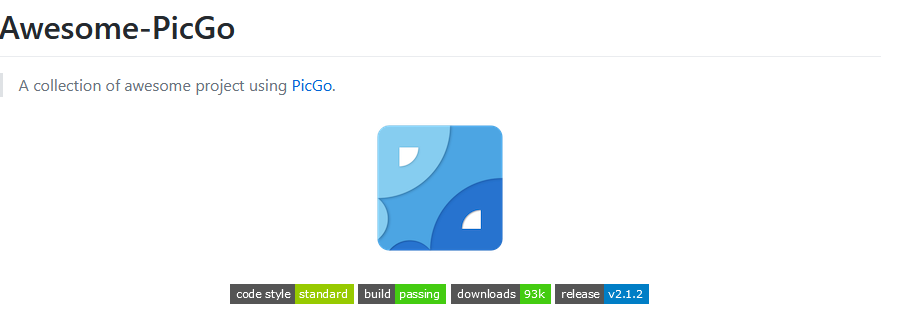 Awesome-PicGo
A collection of awesome project using PicGo.
code style standard build passing downloads 93k release v2.1.2